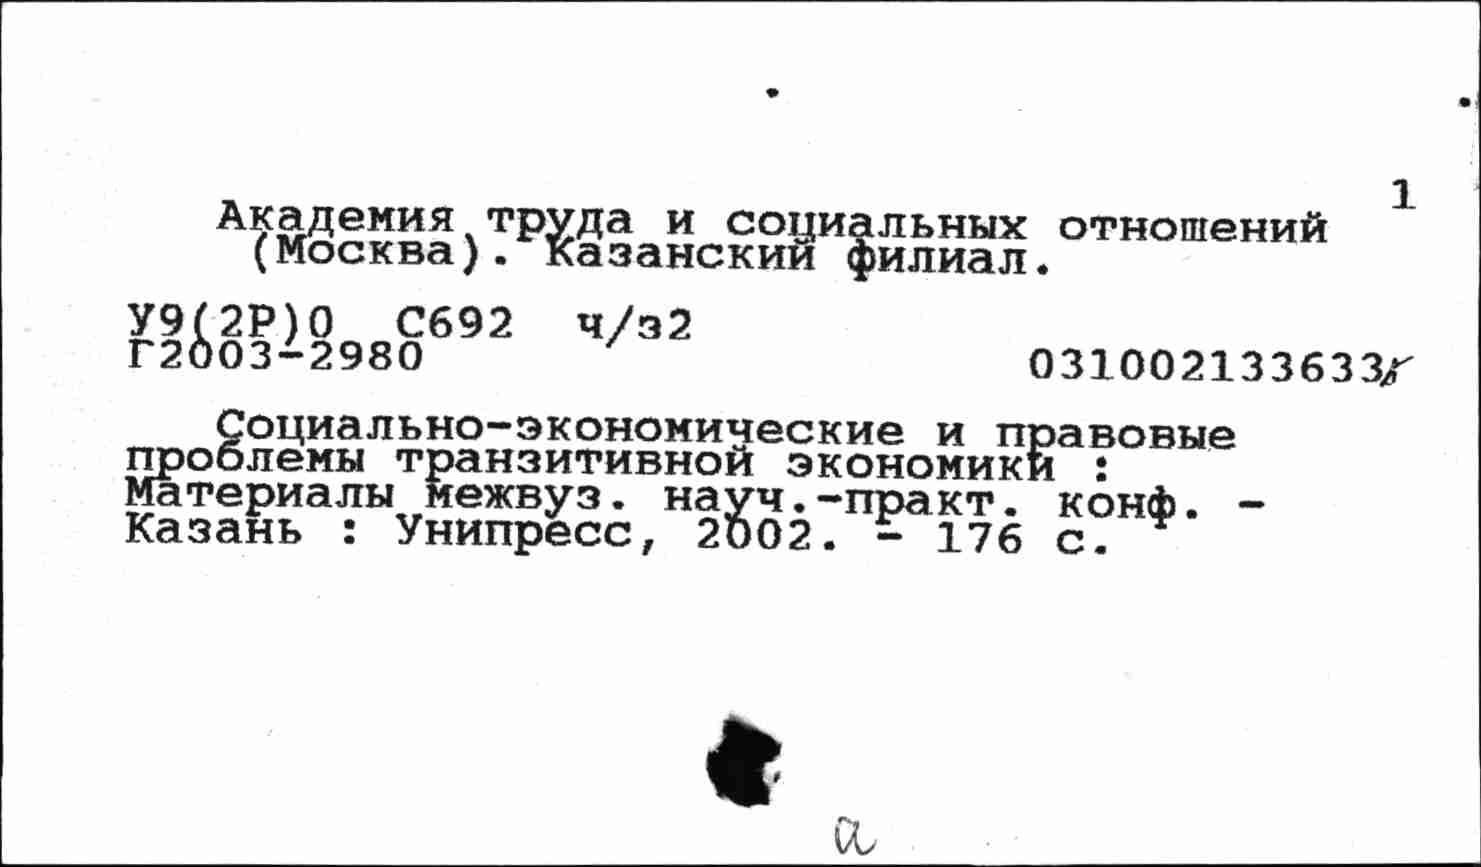 1
Академия труда и социальных отношений
(Москва). Казанский филиал.
У9(2Р)0 С692 ч/з2
Г2003-2980
031002133633
Социально-экономические и правовые
проблемы транзитивной экономики :
Материалы межвуз. науч.-практ. конф. -
Казань : Унипресс, 2002. - 176 с.
а